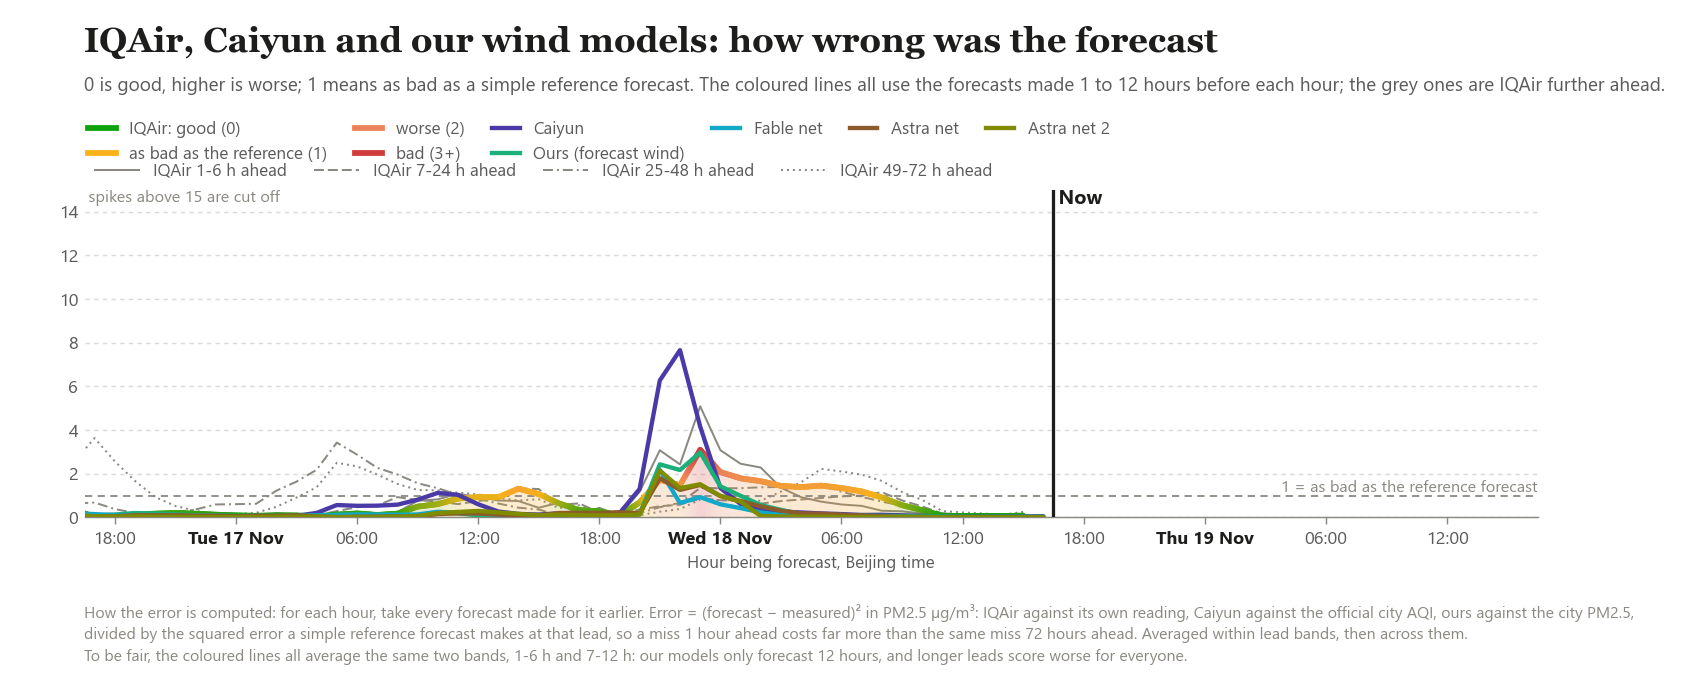 IQAir, Caiyun and our wind models: how wrong was the forecast
0 is good, higher is worse; 1 means as bad as a simple reference forecast. The coloured lines all use the forecasts made 1 to 12 hours before each hour; the grey ones are IQAir further ahead.
IQAir: good (0) worse (2) Caiyun Fable net Astra net Astra net 2
as bad as the reference (1) bad (3+) Ours (forecast wind)
IQAir 1-6 h ahead IQAir 7-24 h ahead IQAir 25-48 h ahead IQAir 49-72 h ahead
spikes above 15 are cut off
Now
14
12
10
8
6
4
2
1 = as bad as the reference forecast
0
18:00 Tue 17 Nov 06:00 12:00 18:00 Wed 18 Nov 06:00 12:00 18:00 Thu 19 Nov 06:00 12:00
Hour being forecast, Beijing time
How the error is computed: for each hour, take every forecast made for it earlier. Error = (forecast − measured)² in PM2.5 µg/m³: IQAir against its own reading, Caiyun against the official city AQI, ours against the city PM2.5,
divided by the squared error a simple reference forecast makes at that lead, so a miss 1 hour ahead costs far more than the same miss 72 hours ahead. Averaged within lead bands, then across them.
To be fair, the coloured lines all average the same two bands, 1-6 h and 7-12 h: our models only forecast 12 hours, and longer leads score worse for everyone.